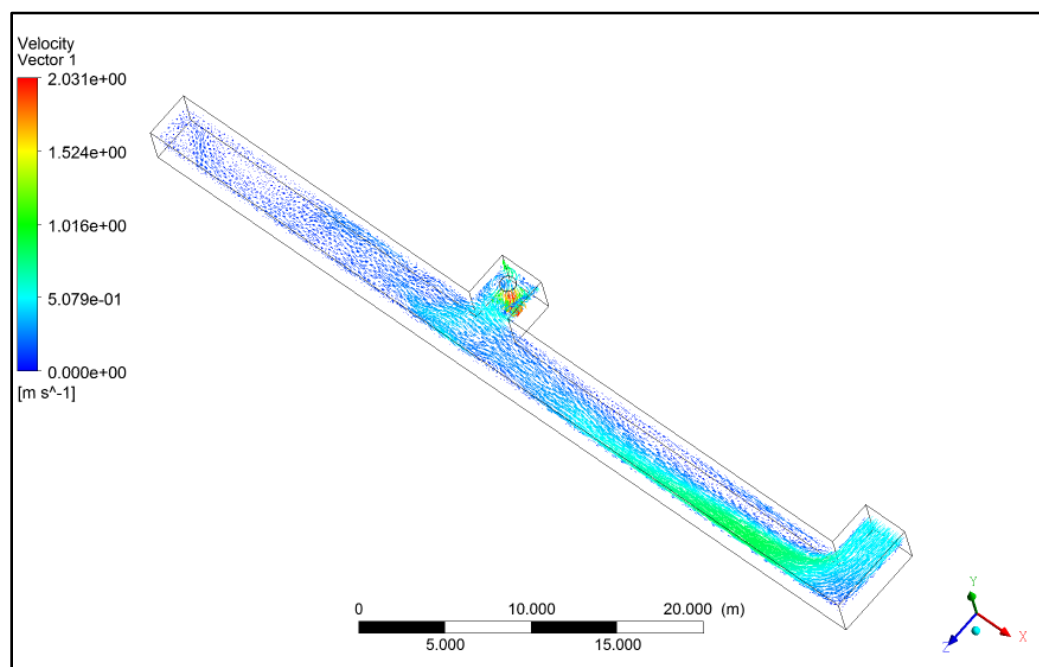 Velocity
Vector 1
2.031e+00
1.524e+00
1.016e+00
5.079e-01
0.000e+00
[m s^-1]
0 10.000 20.000 (m)
5.000 15.000
Y
X
Z